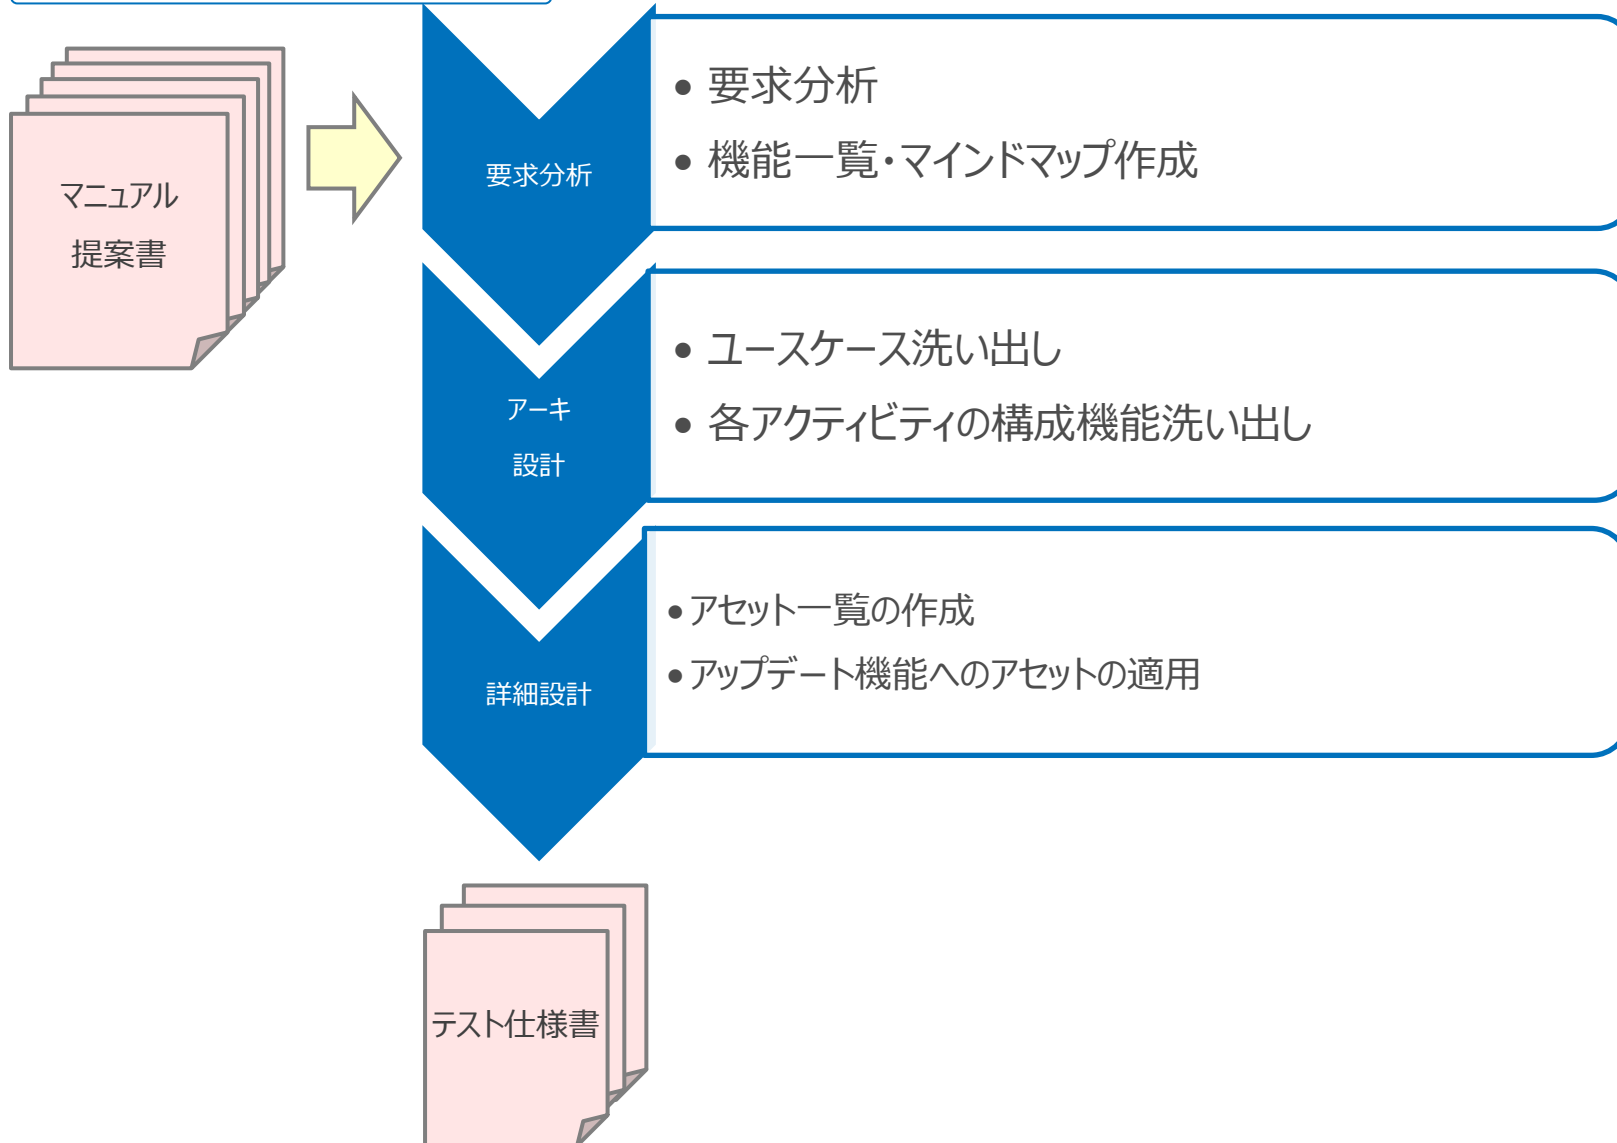 マニュアル
提案書
要求分析
• 要求分析
• 機能一覧・マインドマップ作成
アーキ
設計
• ユースケース洗い出し
• 各アクティビティの構成機能洗い出し
詳細設計
• アセット一覧の作成
• アップデート機能へのアセットの適用
テスト仕様書